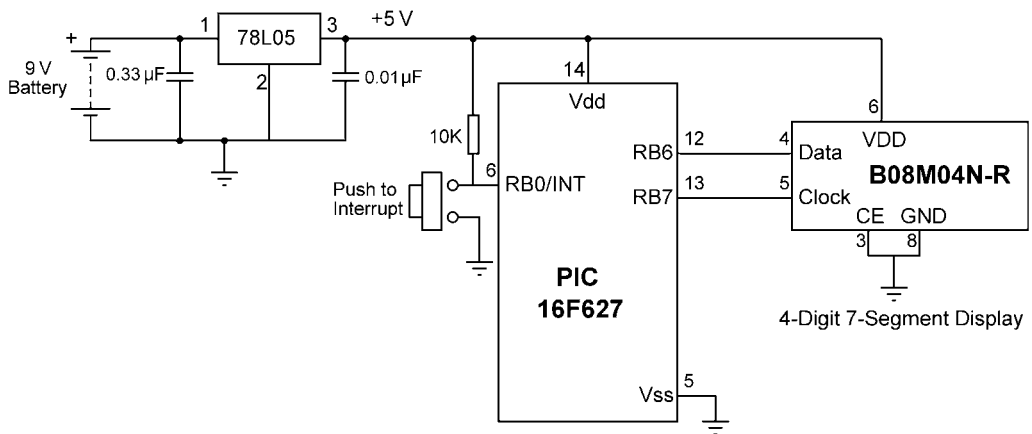 +5 V
1
78L05
3
+
9 V
Battery
0.33 µF
2
0.01µF
14
Vdd
6
VDD
10K
RB6
12
4
Data
B08M04N-R
6
RB0/INT
RB7
13
5
Clock
Push to
Interrupt
CE
GND
3
8
PIC
16F627
4-Digit 7-Segment Display
Vss
5